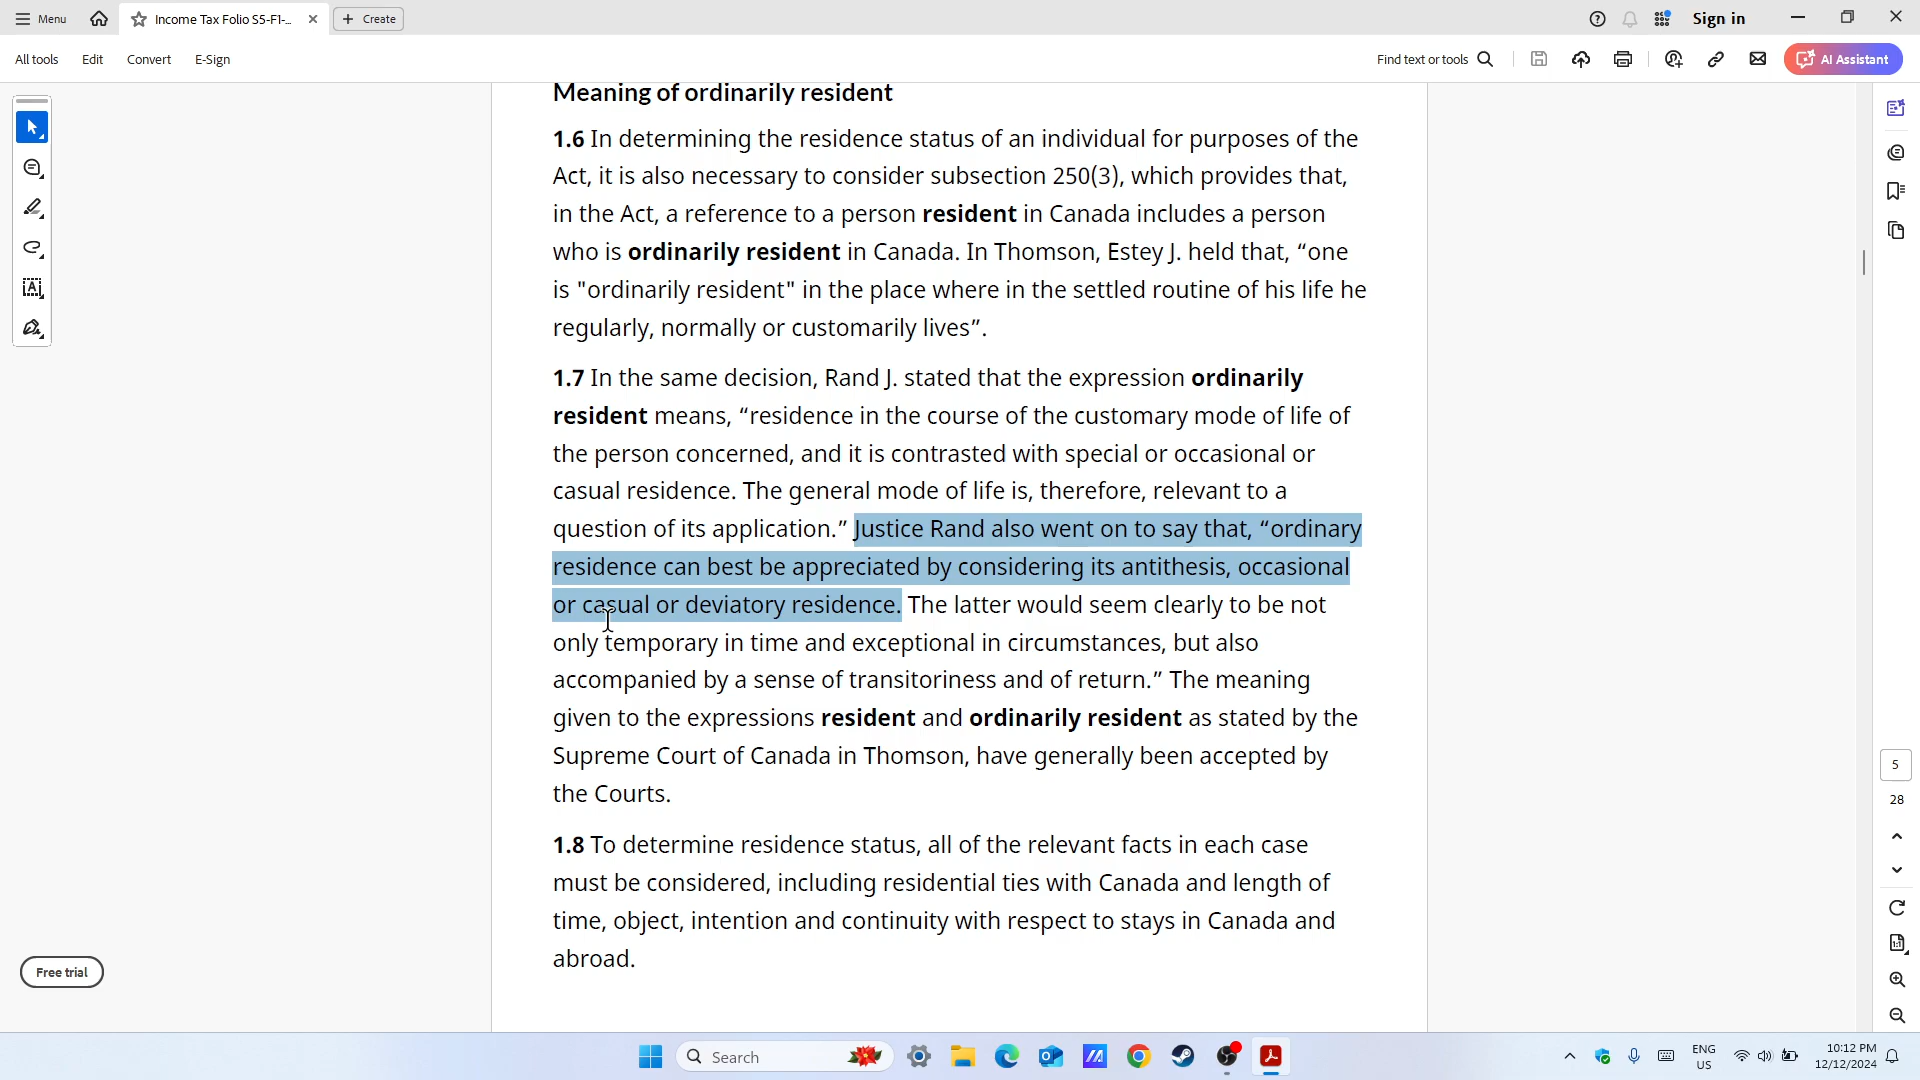 Menu
Income Tax Folio S5-F1-...
Create
Sign in
All tools
Edit
Convert
E-Sign
Find text or tools
AI Assistant
Meaning of ordinarily resident
1.6 In determining the residence status of an individual for purposes of the
Act, it is also necessary to consider subsection 250(3), which provides that,
in the Act, a reference to a person resident in Canada includes a person
who is ordinarily resident in Canada. In Thomson, Estey J. held that, “one
is "ordinarily resident" in the place where in the settled routine of his life he
regularly, normally or customarily lives”.
1.7 In the same decision, Rand J. stated that the expression ordinarily
resident means, “residence in the course of the customary mode of life of
the person concerned, and it is contrasted with special or occasional or
casual residence. The general mode of life is, therefore, relevant to a
question of its application.” Justice Rand also went on to say that, “ordinary
residence can best be appreciated by considering its antithesis, occasional
or casual or deviatory residence. The latter would seem clearly to be not
only temporary in time and exceptional in circumstances, but also
accompanied by a sense of transitoriness and of return.” The meaning
given to the expressions resident and ordinarily resident as stated by the
Supreme Court of Canada in Thomson, have generally been accepted by
the Courts.
1.8 To determine residence status, all of the relevant facts in each case
must be considered, including residential ties with Canada and length of
time, object, intention and continuity with respect to stays in Canada and
abroad.
5
28
Free trial
Search
ENG
US
10:12 PM
12/12/2024